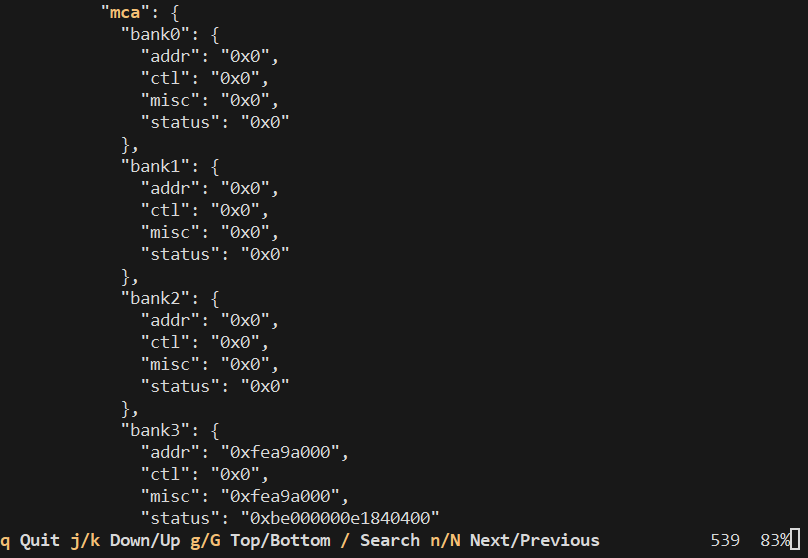 "mca": {
"bank0": {
"addr": "0x0",
"ctl": "0x0",
"misc": "0x0",
"status": "0x0"
},
"bank1": {
"addr": "0x0",
"ctl": "0x0",
"misc": "0x0",
"status": "0x0"
},
"bank2": {
"addr": "0x0",
"ctl": "0x0",
"misc": "0x0",
"status": "0x0"
},
"bank3": {
"addr": "0xfea9a000",
"ctl": "0x0",
"misc": "0xfea9a000",
"status": "0xbe000000e1840400"
q Quit j/k Down/Up g/G Top/Bottom / Search n/N Next/Previous 539 83%